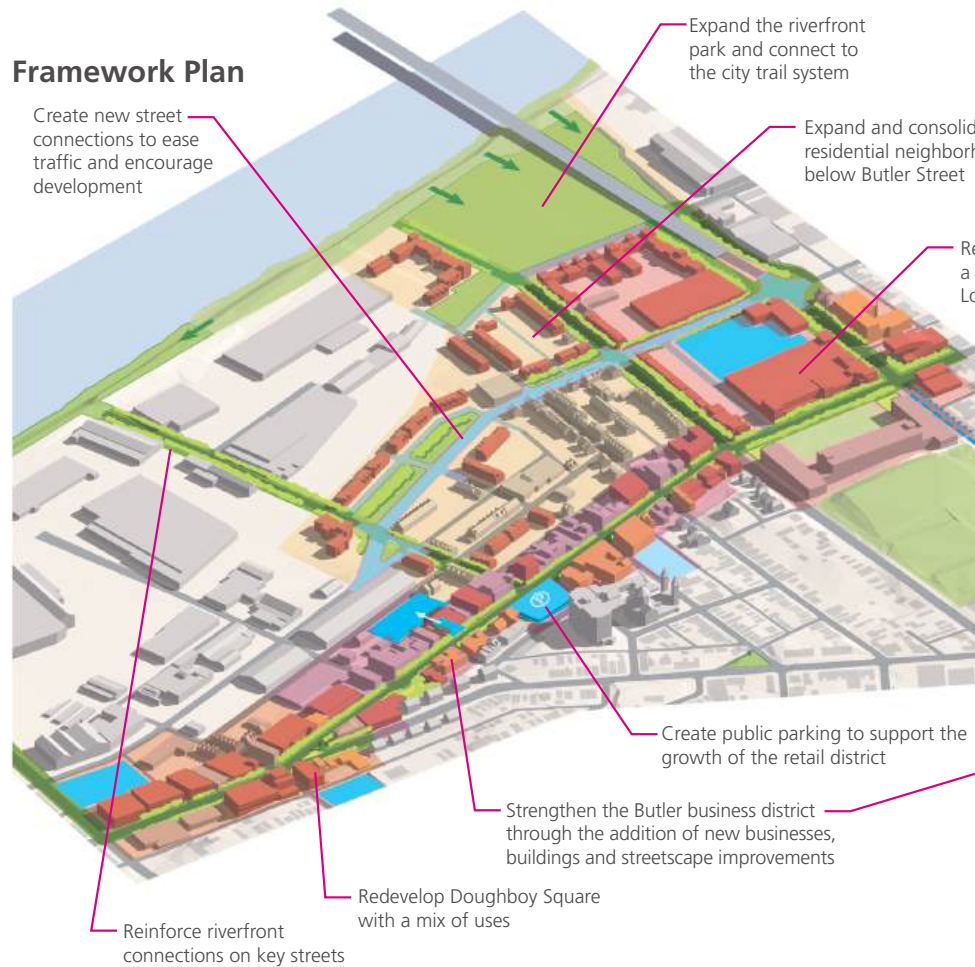 Framework Plan
Create new street
connections to ease
traffic and encourage
development
Expand the riverfront
park and connect to
the city trail system
Expand and consolid
residential neighborh
below Butler Street
Re
a
Lo
P
Create public parking to support the
growth of the retail district
Strengthen the Butler business district
through the addition of new businesses,
buildings and streetscape improvements
Redevelop Doughboy Square
with a mix of uses
Reinforce riverfront
connections on key streets